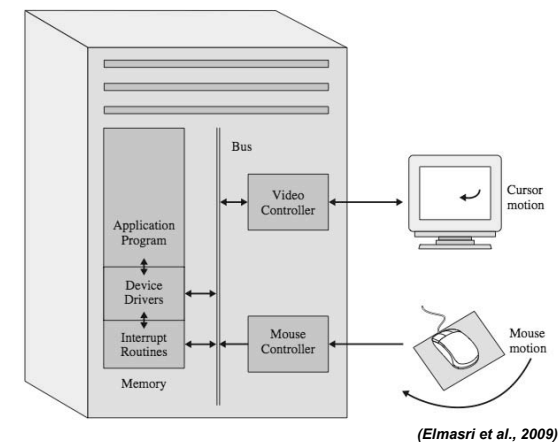 Bus
Video
Controller
Application
Program
Device
Drivers
Interrupt
Routines
Memory
Mouse
Controller
Cursor
motion
Mouse
motion
(Elmasri et al., 2009)